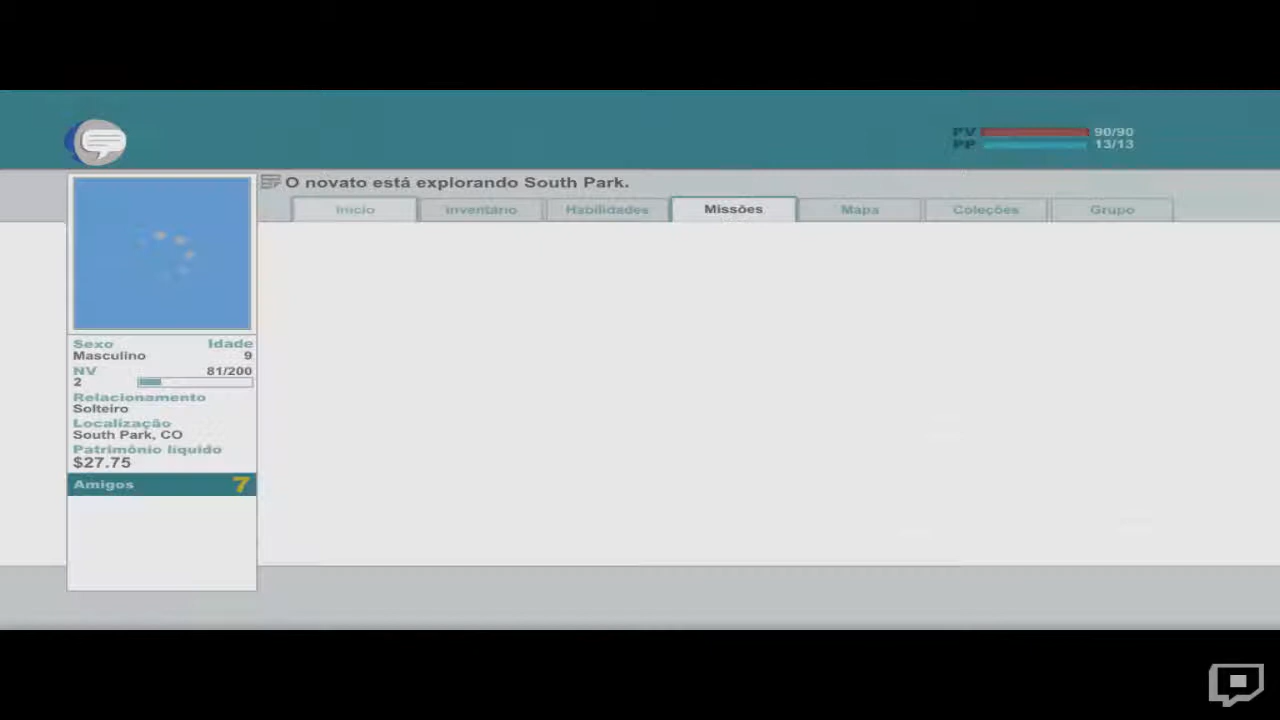 PV 90/90
PP 13/13
O novato está explorando South Park.
Início Inventário Habilidades Missões Mapa Coleções Grupo
Sexo Idade
Masculino 9
NV 81/200
2
Relacionamento
Solteiro
Localização
South Park, CO
Patrimônio líquido
$27.75
Amigos 7